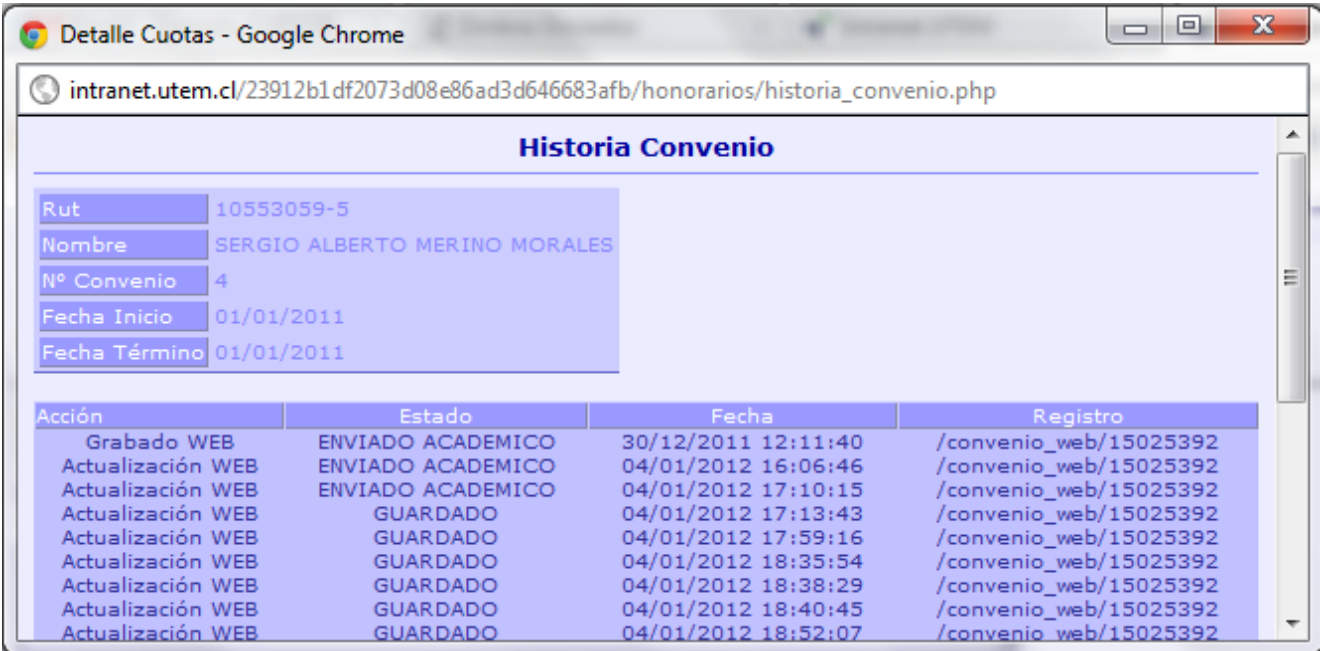 Detalle Cuotas - Google Chrome
intranet.utem.cl/23912b1df2073d08e86ad3d646683afb/honorarios/historia_convenio.php
Historia Convenio
Rut 10553059-5
Nombre SERGIO ALBERTO MERINO MORALES
Nº Convenio 4
Fecha Inicio 01/01/2011
Fecha Término 01/01/2011
Acción Estado Fecha Registro
Grabado WEB ENVIADO ACADEMICO 30/12/2011 12:11:40 /convenio_web/15025392
Actualización WEB ENVIADO ACADEMICO 04/01/2012 16:06:46 /convenio_web/15025392
Actualización WEB ENVIADO ACADEMICO 04/01/2012 17:10:15 /convenio_web/15025392
Actualización WEB GUARDADO 04/01/2012 17:13:43 /convenio_web/15025392
Actualización WEB GUARDADO 04/01/2012 17:59:16 /convenio_web/15025392
Actualización WEB GUARDADO 04/01/2012 18:35:54 /convenio_web/15025392
Actualización WEB GUARDADO 04/01/2012 18:38:29 /convenio_web/15025392
Actualización WEB GUARDADO 04/01/2012 18:40:45 /convenio_web/15025392
Actualización WEB GUARDADO 04/01/2012 18:52:07 /convenio_web/15025392